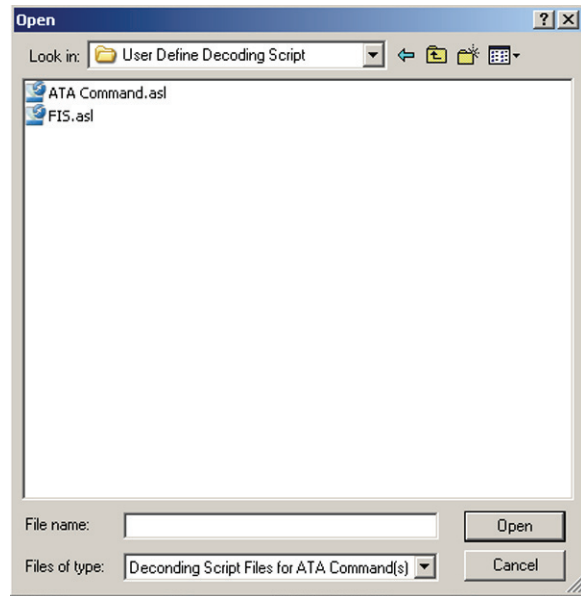 Open
Look in: User Define Decoding Script
ATA Command.asl
FIS.asl
File name: Open
Files of type: Deconding Script Files for ATA Command(s) Cancel